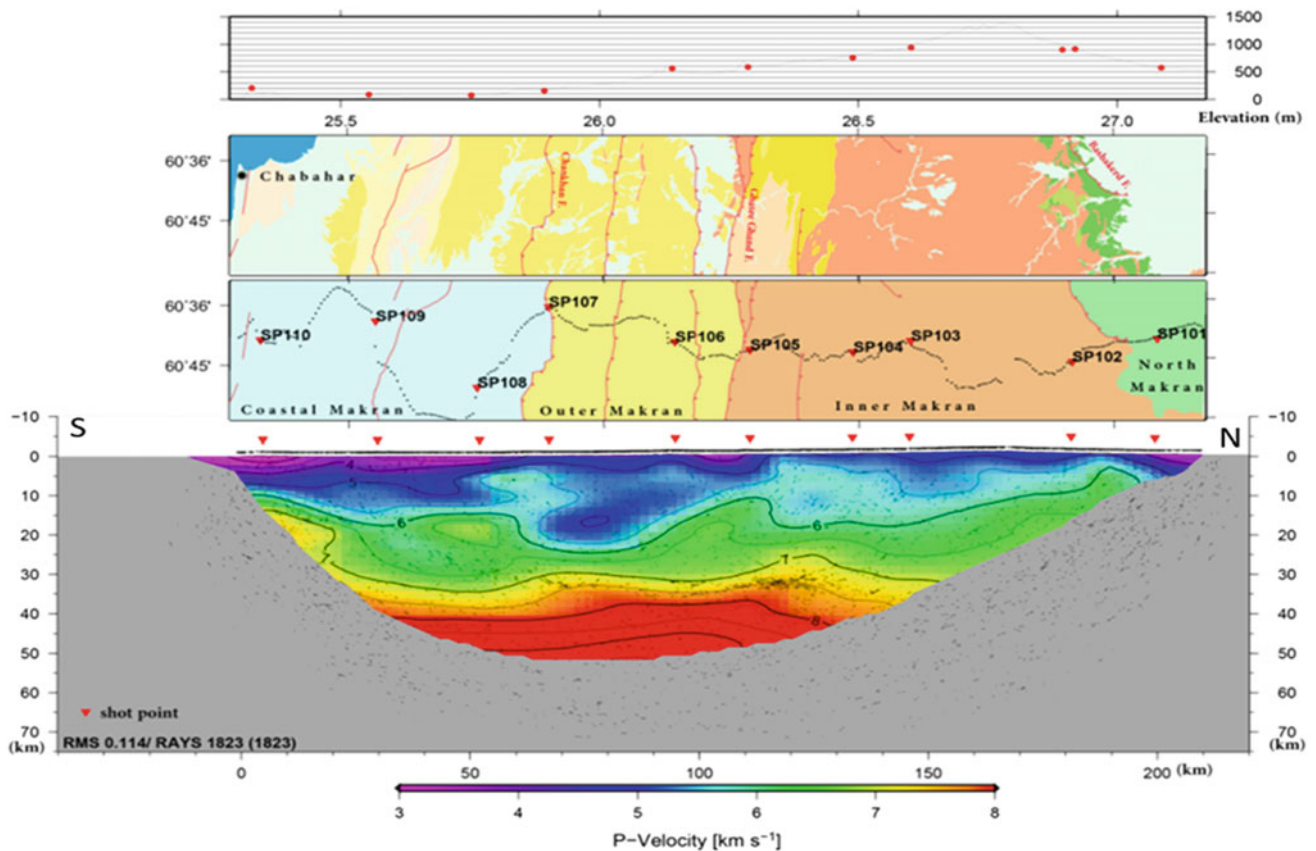 1500
1000
500
0
25.5 26.0 26.5 27.0 Elevation (m)
60°36'
60°45'
Chabahar
Chankhan F.
Ghasre Ghand F.
Bashakerd F.
60°36'
60°45'
SP110 SP109 SP108 SP107 SP106 SP105 SP104 SP103 SP102 SP101
Coastal Makran Outer Makran Inner Makran North
Makran
S N
-10 -10
0 0
10 10
20 20
30 30
40 40
50 50
60 60
70 70
(km) (km)
4
5
6 6
7 7
8
shot point
RMS 0.114/ RAYS 1823 (1823)
0 50 100 150 200 (km)
3 4 5 6 7 8
P-Velocity [km s⁻¹]